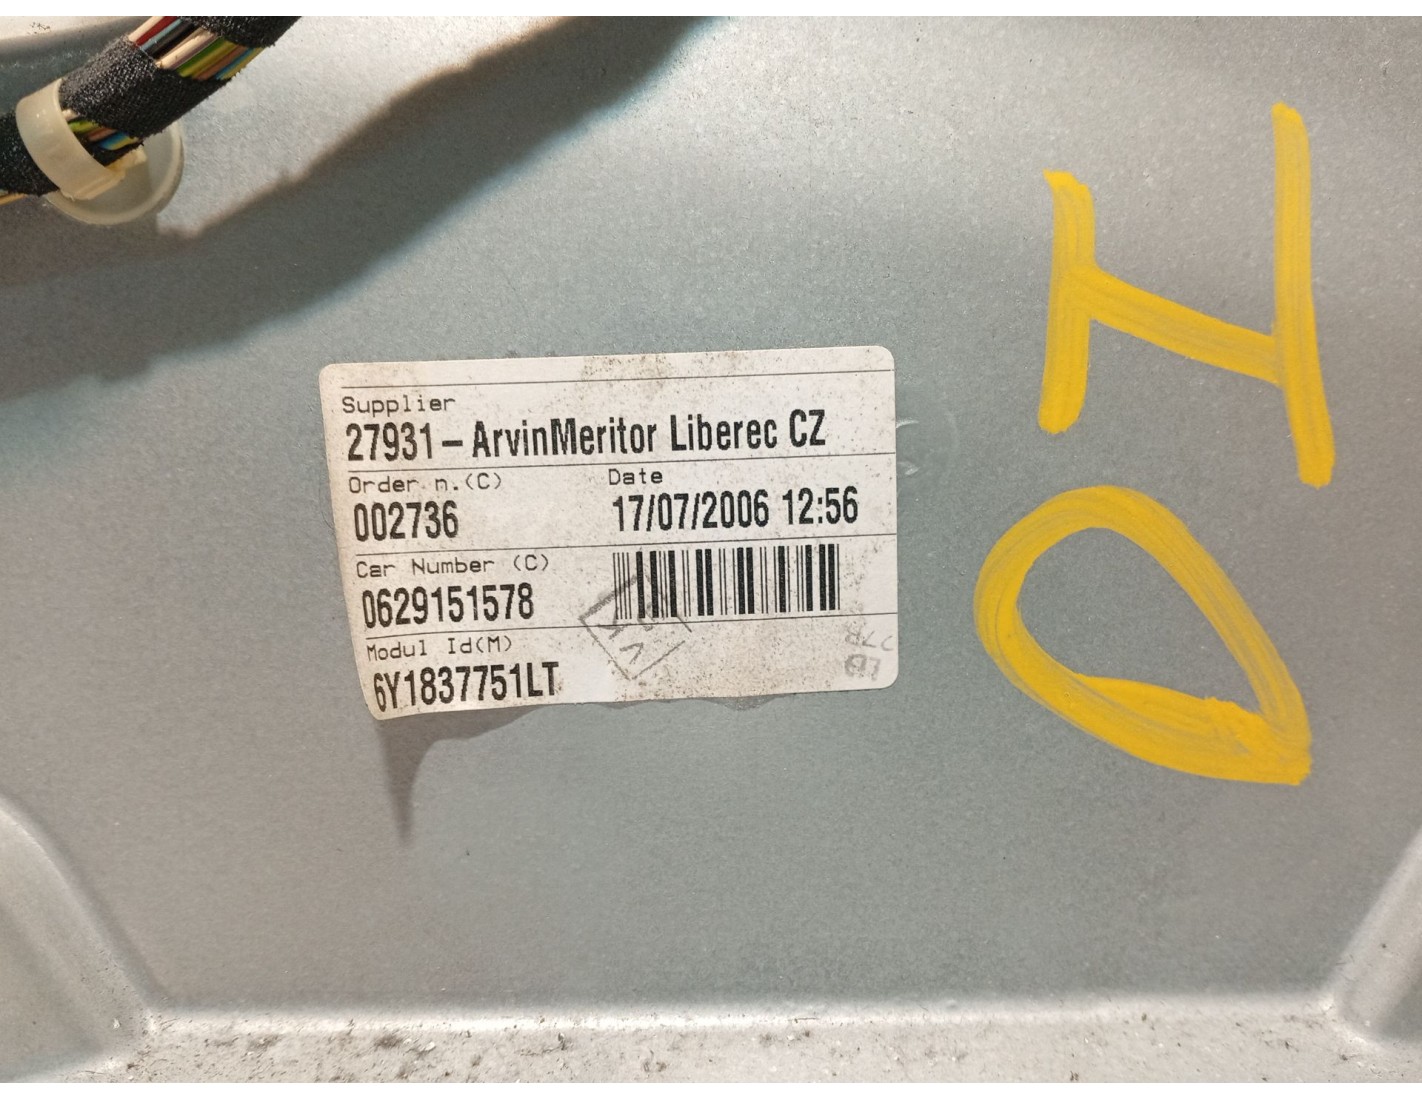 Supplier
27931-ArvinMeritor Liberec CZ
Order n.(C) Date
002736 17/07/2006 12:56
Car Number (C)
0629151578
Modul Id(M)
6Y1837751LT